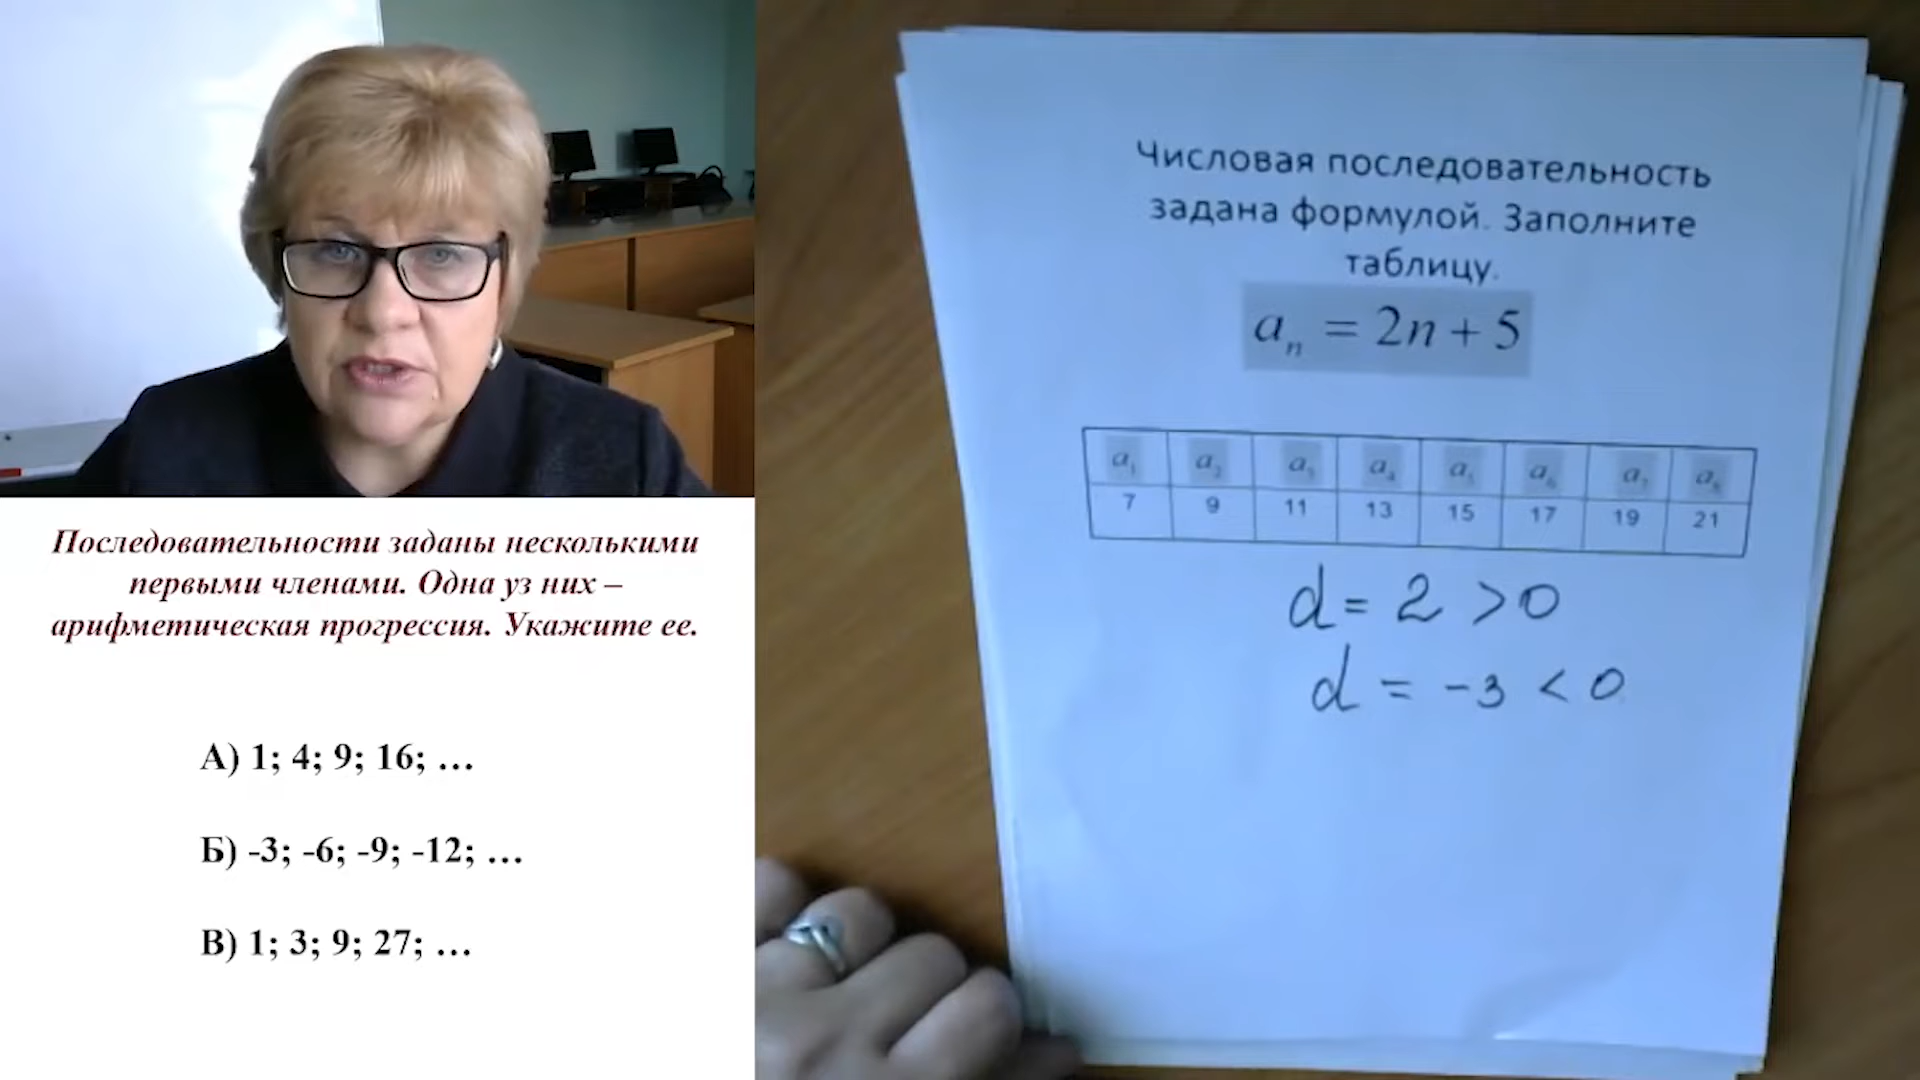 Последовательности заданы несколькими
первыми членами. Одна уз них –
арифметическая прогрессия. Укажите ее.
А) 1; 4; 9; 16; …
Б) -3; -6; -9; -12; …
В) 1; 3; 9; 27; …
Числовая последовательность
задана формулой. Заполните
таблицу.
aₙ = 2n + 5
a₁ a₂ a₃ a₄ a₅ a₆ a₇ a₈
7 9 11 13 15 17 19 21
d = 2 > 0
d = -3 < 0